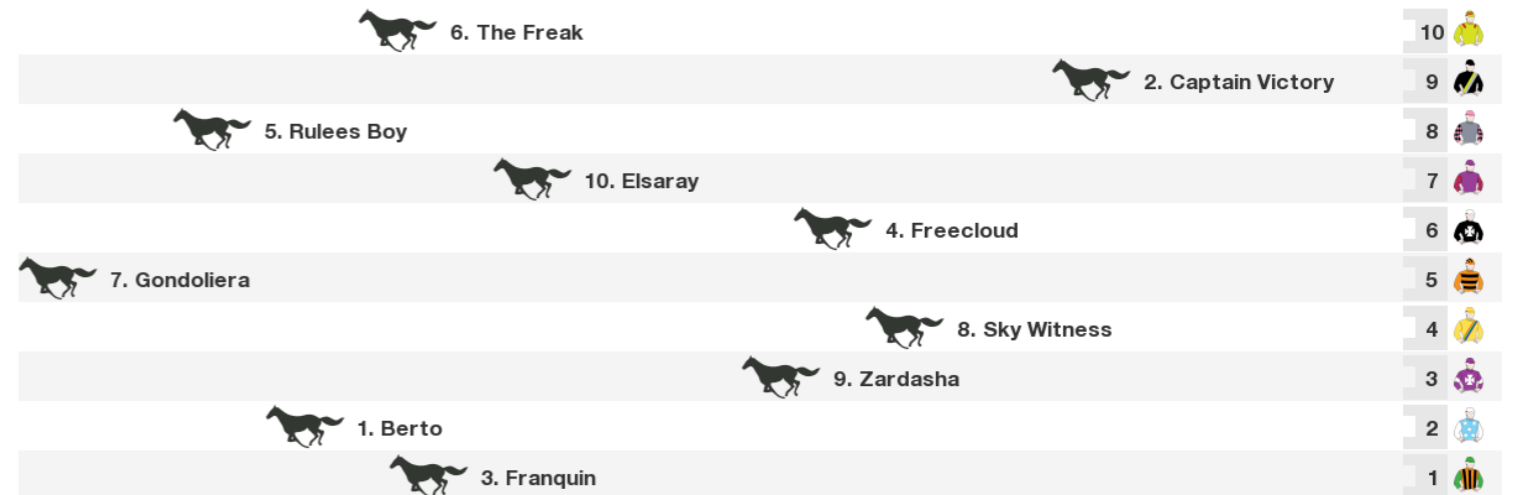 6. The Freak 10
2. Captain Victory 9
5. Rulees Boy 8
10. Elsaray 7
4. Freecloud 6
7. Gondoliera 5
8. Sky Witness 4
9. Zardasha 3
1. Berto 2
3. Franquin 1